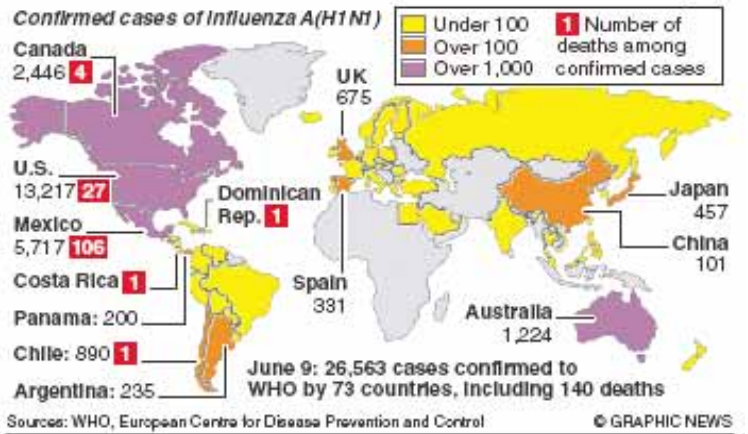 Confirmed cases of Influenza A(H1N1)
Under 100
Over 100
Over 1,000
1 Number of
deaths among
confirmed cases
Canada
2,446 4
UK
675
U.S.
13,217 27
Dominican
Rep. 1
Mexico
5,717 106
Japan
457
China
101
Costa Rica 1
Spain
331
Panama: 200
Australia
1,224
Chile: 890 1
Argentina: 235
June 9: 26,563 cases confirmed to
WHO by 73 countries, including 140 deaths
Sources: WHO, European Centre for Disease Prevention and Control
© GRAPHIC NEWS